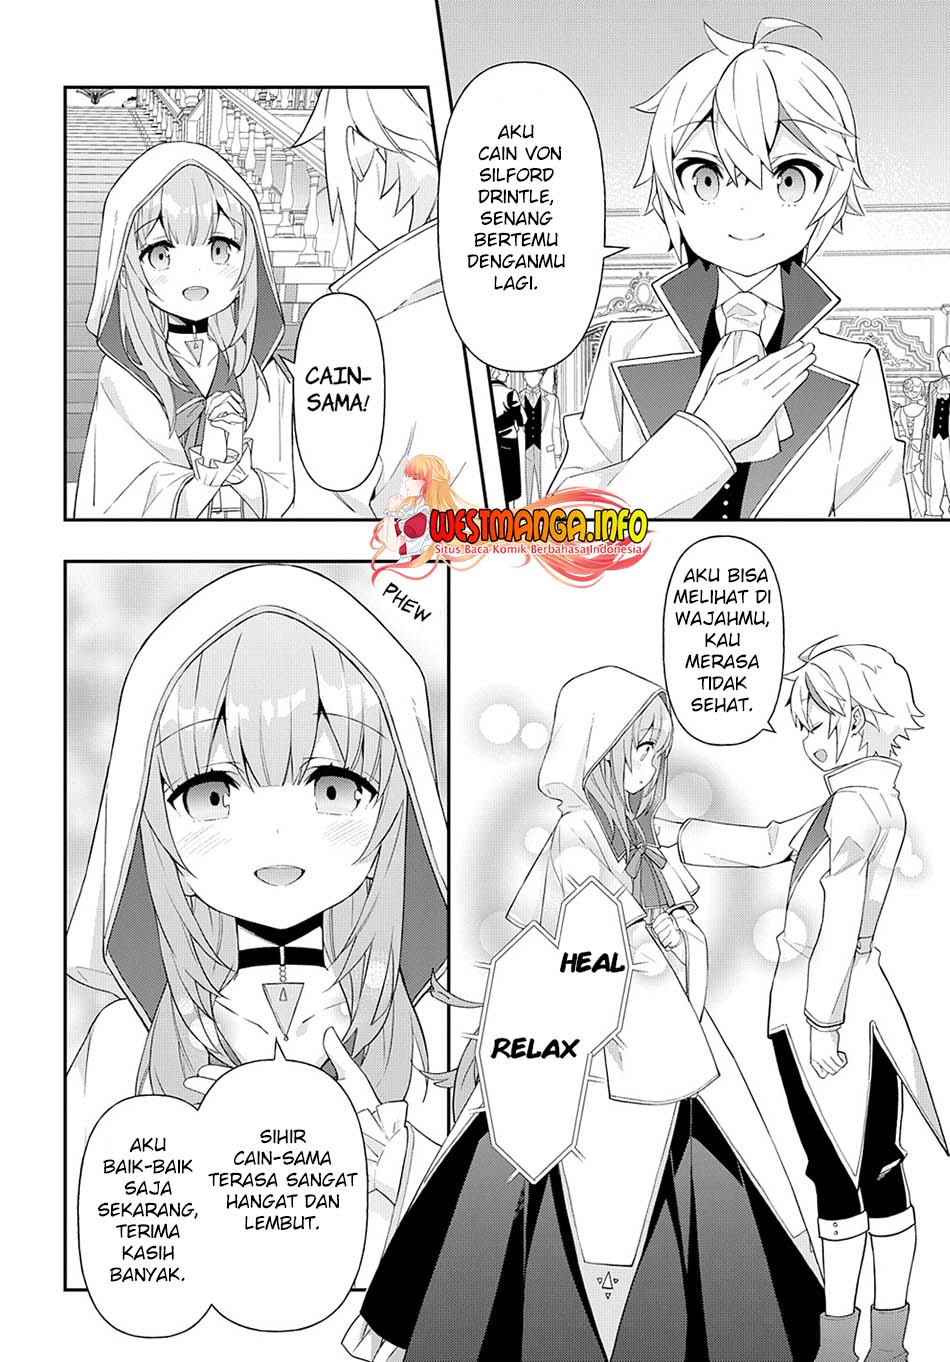 AKU
CAIN VON
SILFORD
DRINTLE,
SENANG
BERTEMU
DENGANMU
LAGI.
CAIN-
SAMA!
WESTMANGA.INFO
Situs Baca Komik Berbahasa Indonesia
AKU BISA
MELIHAT DI
WAJAHMU,
KAU
MERASA
TIDAK
SEHAT.
HEAL
RELAX
PHEW
SIHIR
CAIN-SAMA
TERASA SANGAT
HANGAT DAN
LEMBUT.
AKU
BAIK-BAIK
SAJA
SEKARANG,
TERIMA
KASIH
BANYAK.